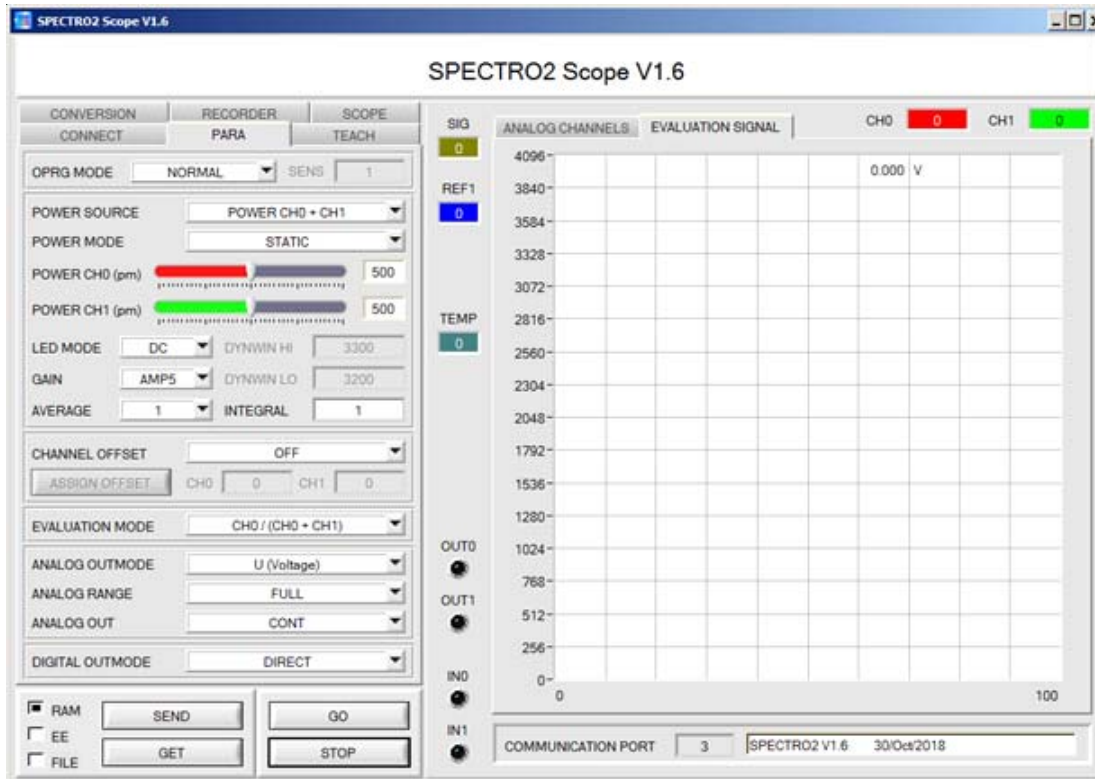 SPECTRO2 Scope V1.6
SPECTRO2 Scope V1.6
CONVERSION RECORDER SCOPE
CONNECT PARA TEACH
OPRG MODE NORMAL SENS 1
POWER SOURCE POWER CH0 + CH1
POWER MODE STATIC
POWER CH0 (pm) 500
POWER CH1 (pm) 500
LED MODE DC DYNWIN HI 3300
GAIN AMP5 DYNWIN LO 3200
AVERAGE 1 INTEGRAL 1
CHANNEL OFFSET OFF
ASSIGN OFFSET CH0 0 CH1 0
EVALUATION MODE CH0 / (CH0 + CH1)
ANALOG OUTMODE U (Voltage)
ANALOG RANGE FULL
ANALOG OUT CONT
DIGITAL OUTMODE DIRECT
RAM
EE
FILE
SEND GO
GET STOP
SIG
0
REF1
0
TEMP
0
OUT0
OUT1
IN0
IN1
ANALOG CHANNELS EVALUATION SIGNAL CH0 0 CH1 0
0.000 V
4096
3840
3584
3328
3072
2816
2560
2304
2048
1792
1536
1280
1024
768
512
256
0
0 100
COMMUNICATION PORT 3 SPECTRO2 V1.6 30/Oct/2018